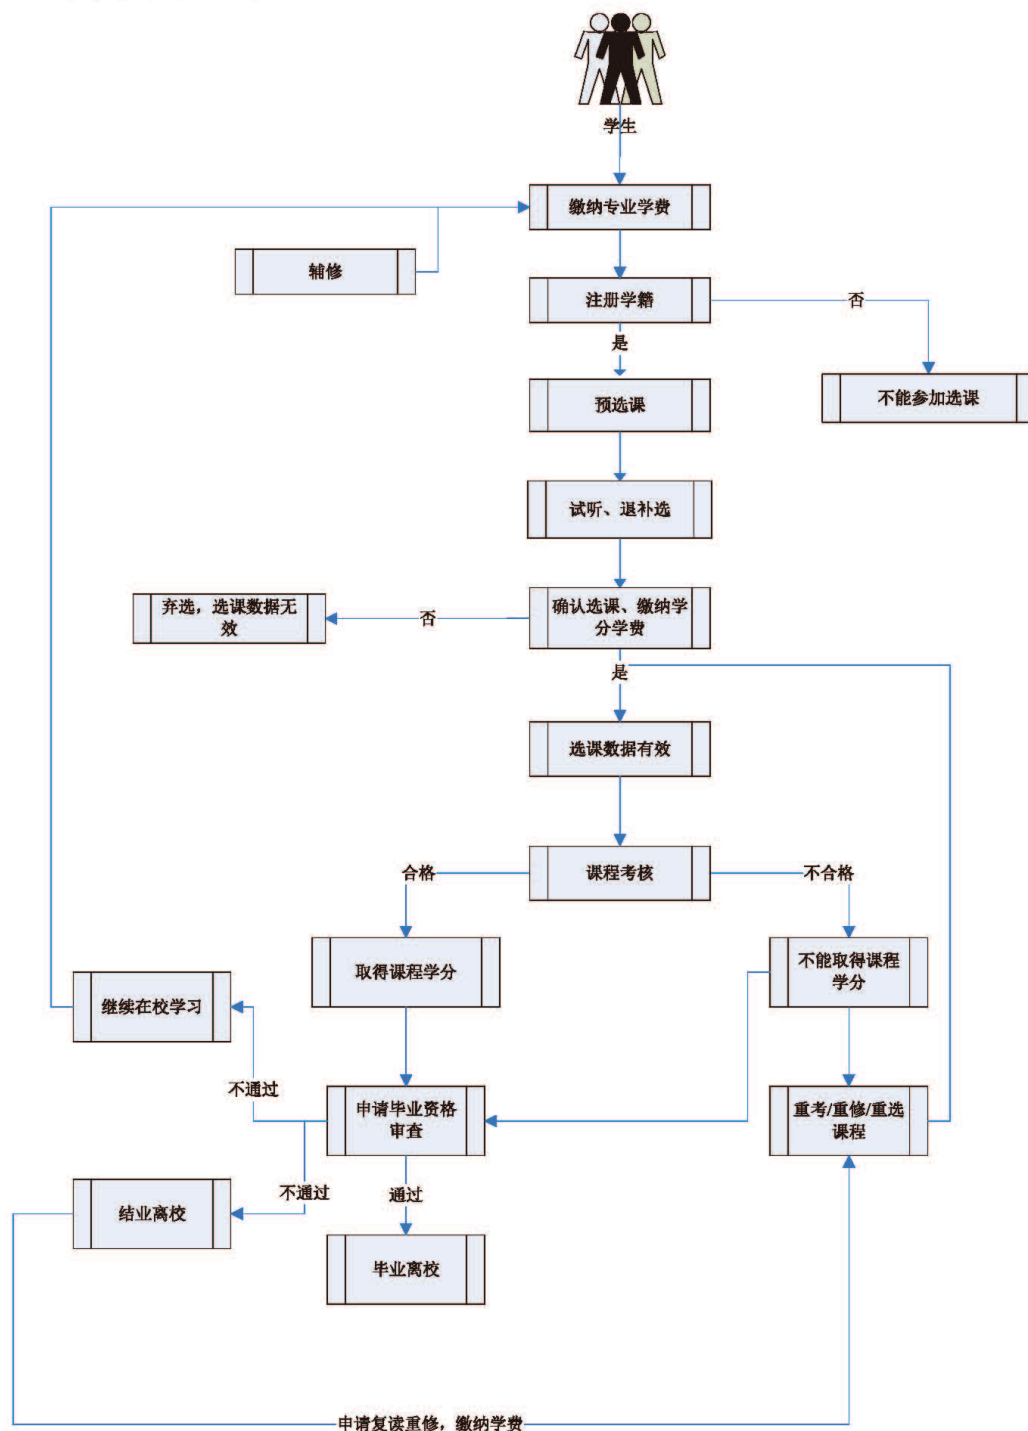 学生
缴纳专业学费
辅修
注册学籍
否
是
不能参加选课
预选课
试听、退补选
确认选课、缴纳学
分学费
否
弃选，选课数据无
效
是
选课数据有效
课程考核
合格
不合格
取得课程学分
不能取得课程
学分
继续在校学习
不通过
申请毕业资格
审查
重考/重修/重选
课程
不通过
通过
结业离校
毕业离校
申请复读重修，缴纳学费